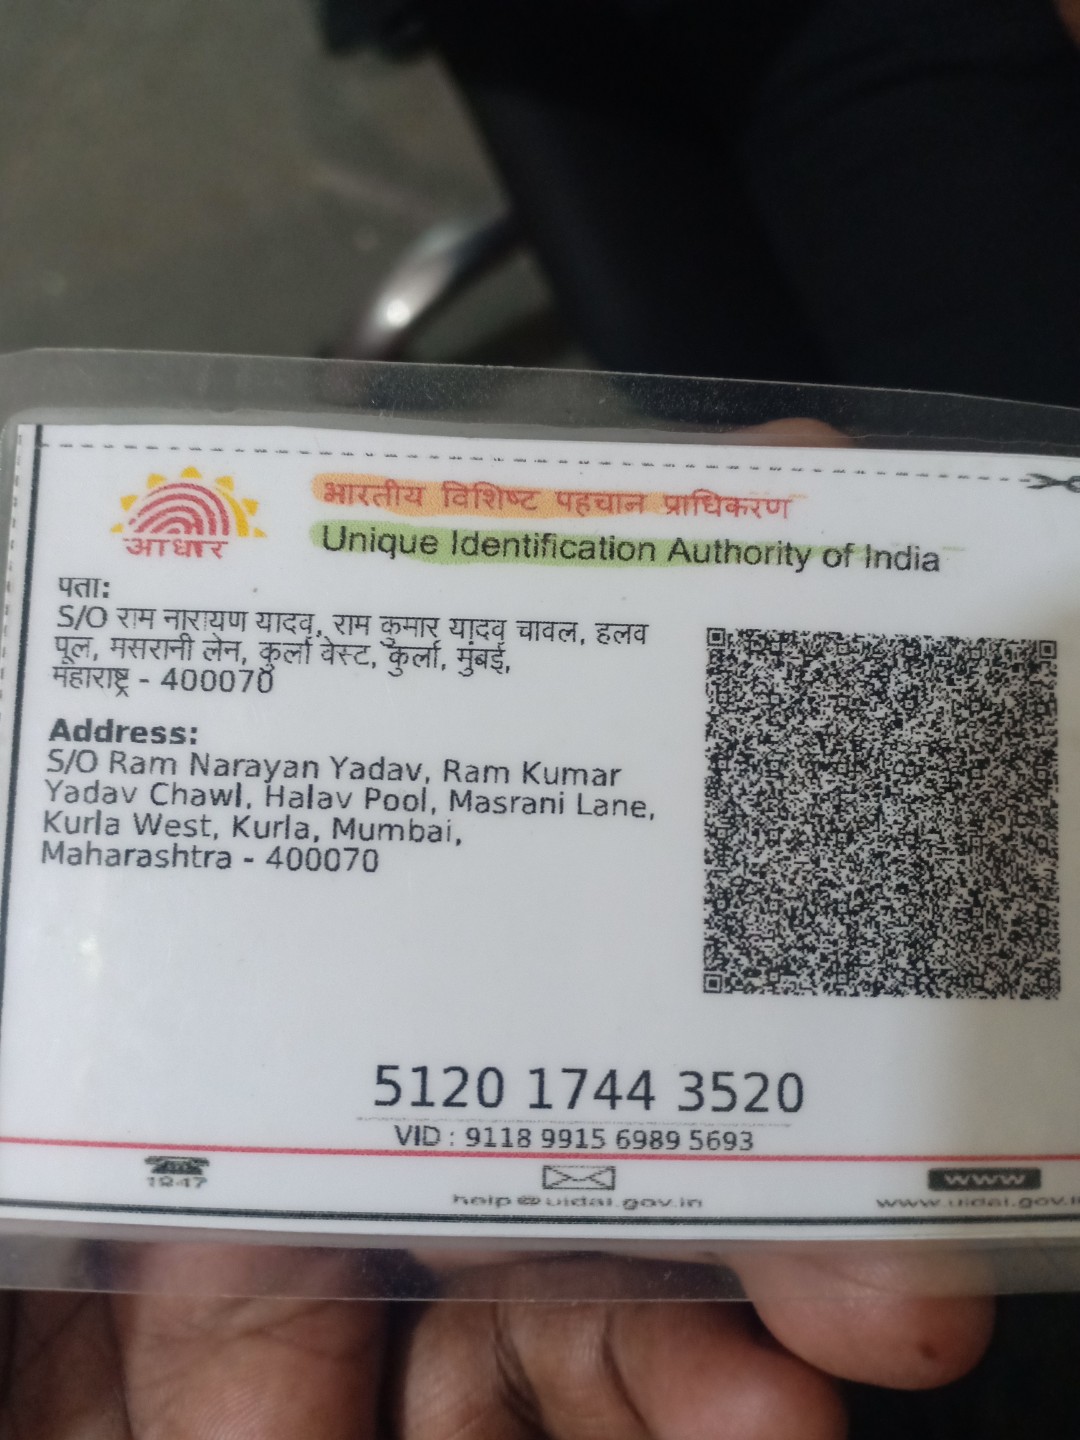 आधार
भारतीय विशिष्ट पहचान प्राधिकरण
Unique Identification Authority of India
पता:
S/O राम नारायण यादव, राम कुमार यादव चावल, हलव
पूल, मसरानी लेन, कुर्ला वेस्ट, कुर्ला, मुंबई,
महाराष्ट्र - 400070
Address:
S/O Ram Narayan Yadav, Ram Kumar
Yadav Chawl, Halav Pool, Masrani Lane,
Kurla West, Kurla, Mumbai,
Maharashtra - 400070
5120 1744 3520
VID : 9118 9915 6989 5693
1947
help@uidai.gov.in
www
www.uidai.gov.in